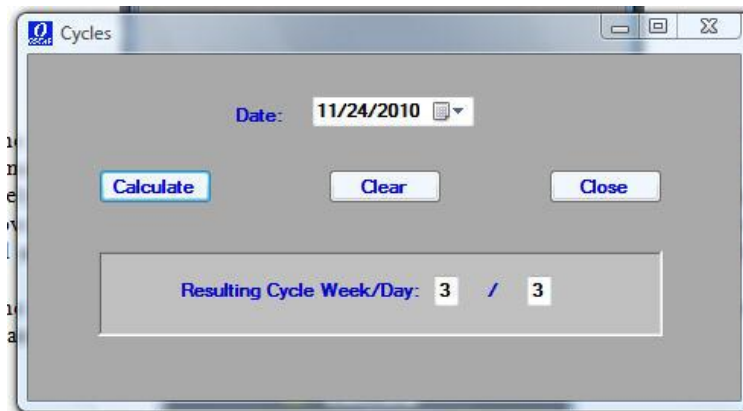 Cycles
Date: 11/24/2010
Calculate Clear Close
Resulting Cycle Week/Day: 3 / 3